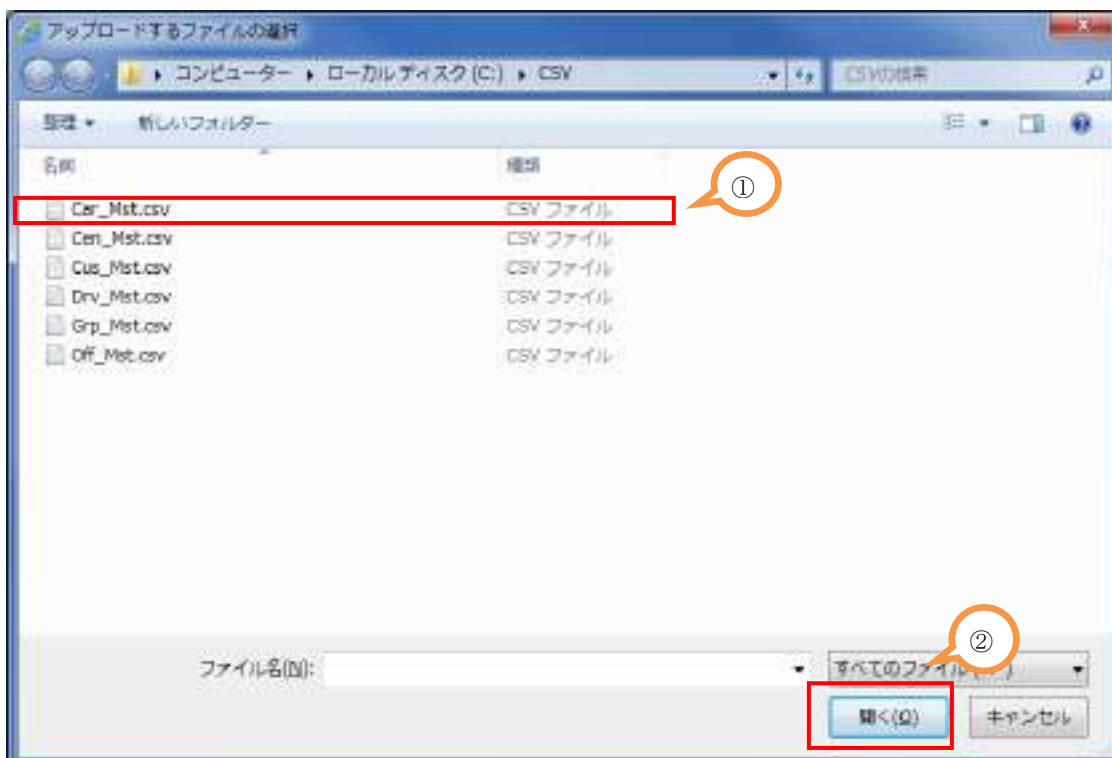 アップロードするファイルの選択
コンピューター ▸ ローカル ディスク (C:) ▸ CSV
CSVの検索
整理 新しいフォルダー
名前 種類
①
Car_Mst.csv CSV ファイル
Cen_Mst.csv CSV ファイル
Cus_Mst.csv CSV ファイル
Drv_Mst.csv CSV ファイル
Grp_Mst.csv CSV ファイル
Off_Mst.csv CSV ファイル
②
ファイル名(N): すべてのファイル
開く(O) キャンセル